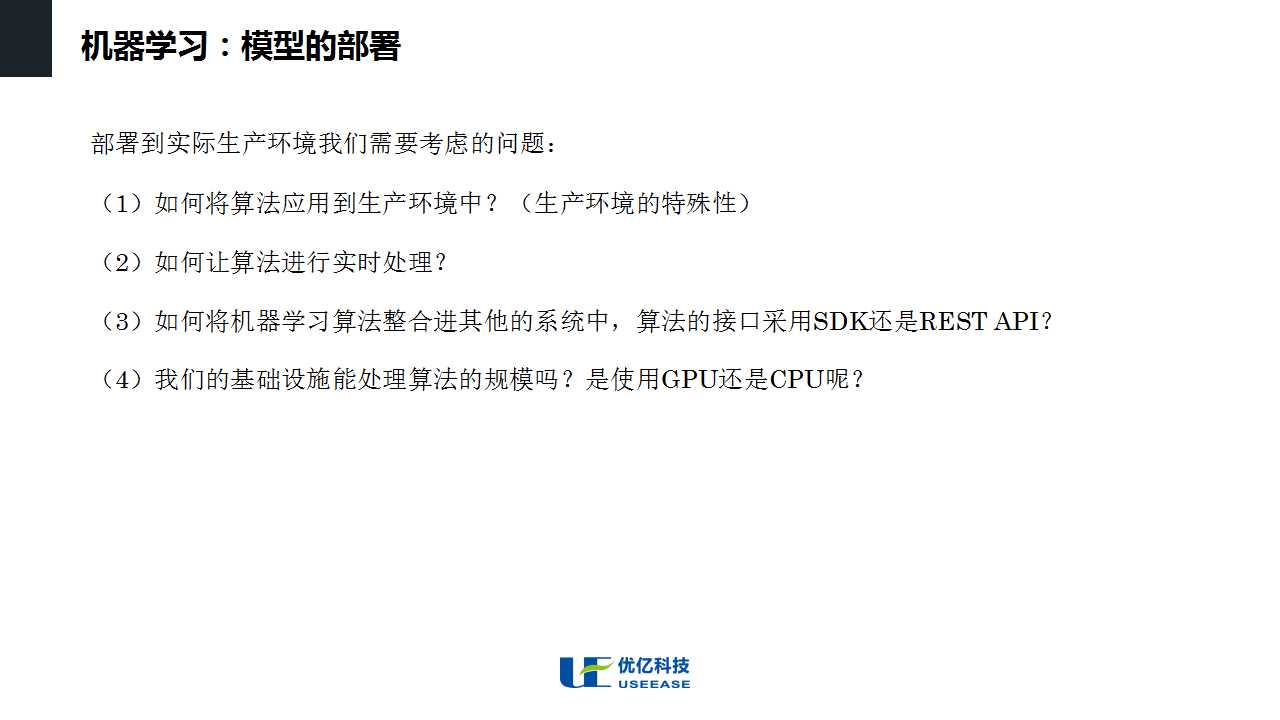 机器学习：模型的部署
部署到实际生产环境我们需要考虑的问题：
（1）如何将算法应用到生产环境中？（生产环境的特殊性）
（2）如何让算法进行实时处理？
（3）如何将机器学习算法整合进其他的系统中，算法的接口采用SDK还是REST API？
（4）我们的基础设施能处理算法的规模吗？是使用GPU还是CPU呢？
UE 优亿科技
USEEASE